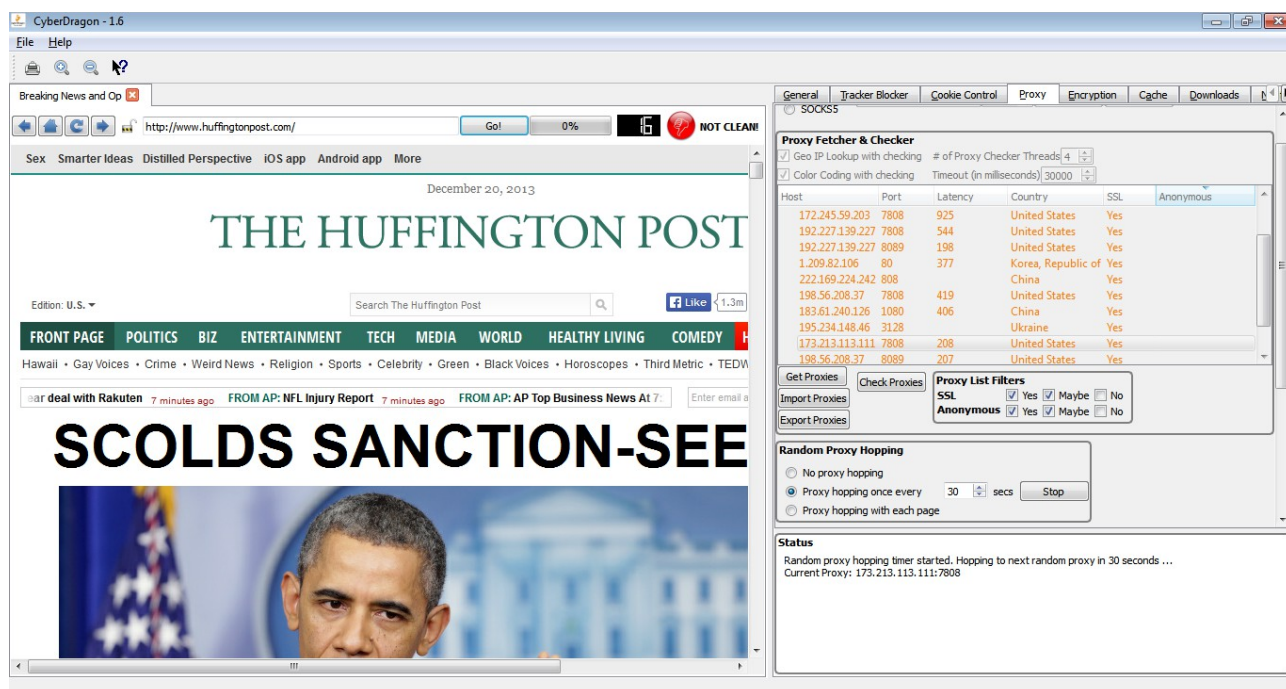 CyberDragon - 1.6
File Help
Breaking News and Op
http://www.huffingtonpost.com/ Go! 0% 16 NOT CLEAN!
Sex Smarter Ideas Distilled Perspective iOS app Android app More
December 20, 2013
THE HUFFINGTON POST
Edition: U.S. Search The Huffington Post Like 1.3m
FRONT PAGE POLITICS BIZ ENTERTAINMENT TECH MEDIA WORLD HEALTHY LIVING COMEDY
Hawaii • Gay Voices • Crime • Weird News • Religion • Sports • Celebrity • Green • Black Voices • Horoscopes • Third Metric • TEDW
ear deal with Rakuten 7 minutes ago FROM AP: NFL Injury Report 7 minutes ago FROM AP: AP Top Business News At 7: Enter email a
SCOLDS SANCTION-SEE
General Tracker Blocker Cookie Control Proxy Encryption Cache Downloads
SOCKS5
Proxy Fetcher & Checker
Geo IP Lookup with checking # of Proxy Checker Threads 4
Color Coding with checking Timeout (in milliseconds) 30000
Host Port Latency Country SSL Anonymous
172.245.59.203 7808 925 United States Yes
192.227.139.227 7808 544 United States Yes
192.227.139.227 8089 198 United States Yes
1.209.82.106 80 377 Korea, Republic of Yes
222.169.224.242 808 China Yes
198.56.208.37 7808 419 United States Yes
183.61.240.126 1080 406 China Yes
195.234.148.46 3128 Ukraine Yes
173.213.113.111 7808 208 United States Yes
198.56.208.37 8089 207 United States Yes
Get Proxies Check Proxies
Import Proxies
Export Proxies
Proxy List Filters
SSL Yes Maybe No
Anonymous Yes Maybe No
Random Proxy Hopping
No proxy hopping
Proxy hopping once every 30 secs Stop
Proxy hopping with each page
Status
Random proxy hopping timer started. Hopping to next random proxy in 30 seconds ...
Current Proxy: 173.213.113.111:7808